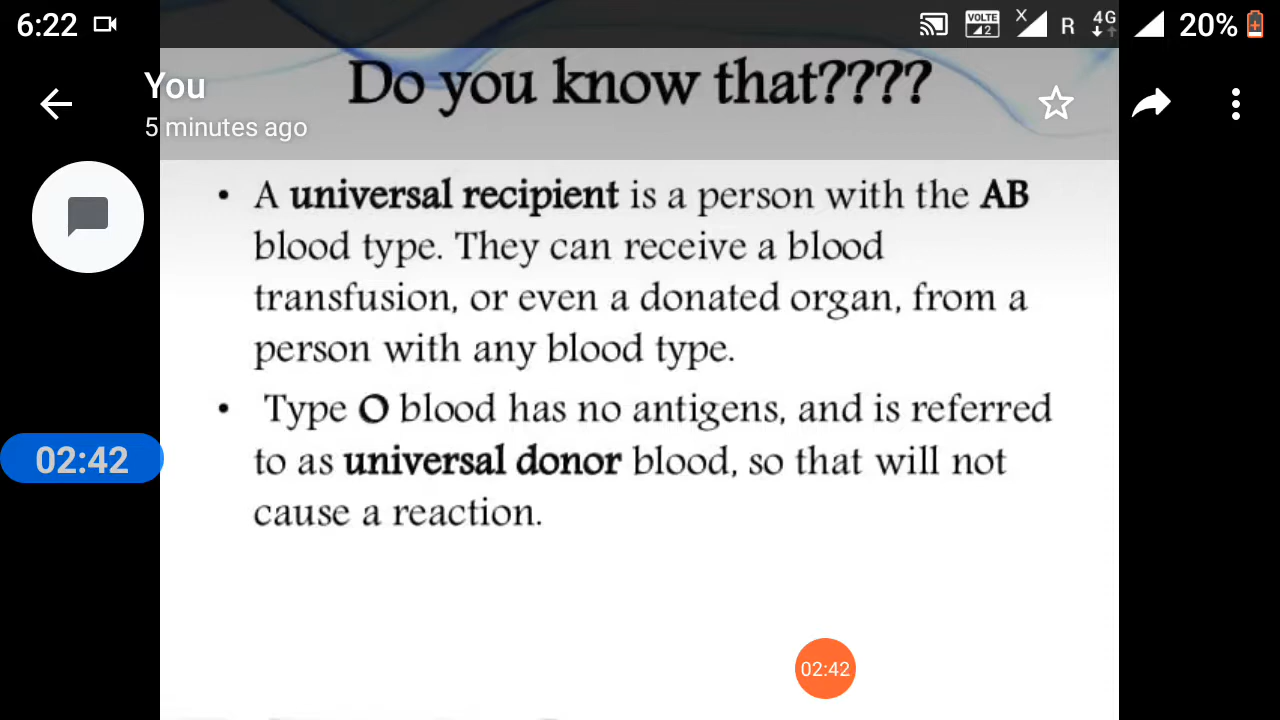 6:22 VOLTE 2 X R 4G 20%
Do you know that????
You
5 minutes ago
• A universal recipient is a person with the AB
blood type. They can receive a blood
transfusion, or even a donated organ, from a
person with any blood type.
• Type O blood has no antigens, and is referred
to as universal donor blood, so that will not
cause a reaction.
02:42
02:42